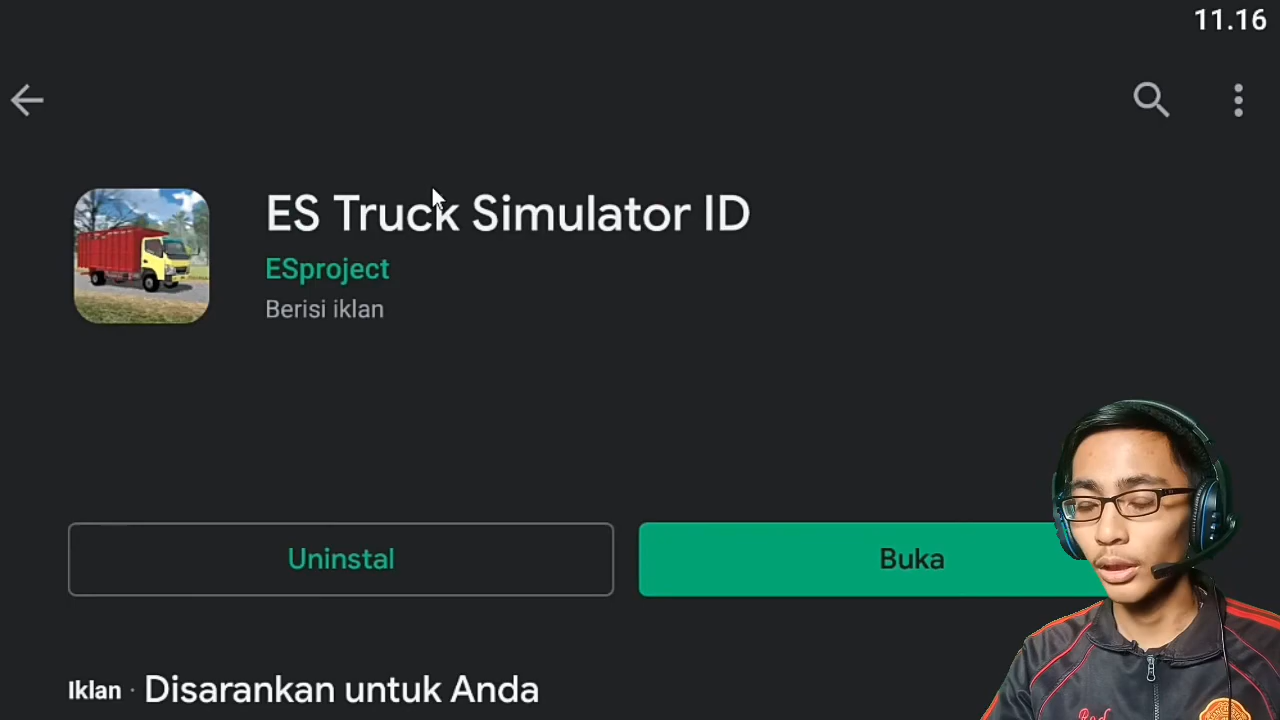 11.16
ES Truck Simulator ID
ESproject
Berisi iklan
Uninstal
Buka
Iklan · Disarankan untuk Anda